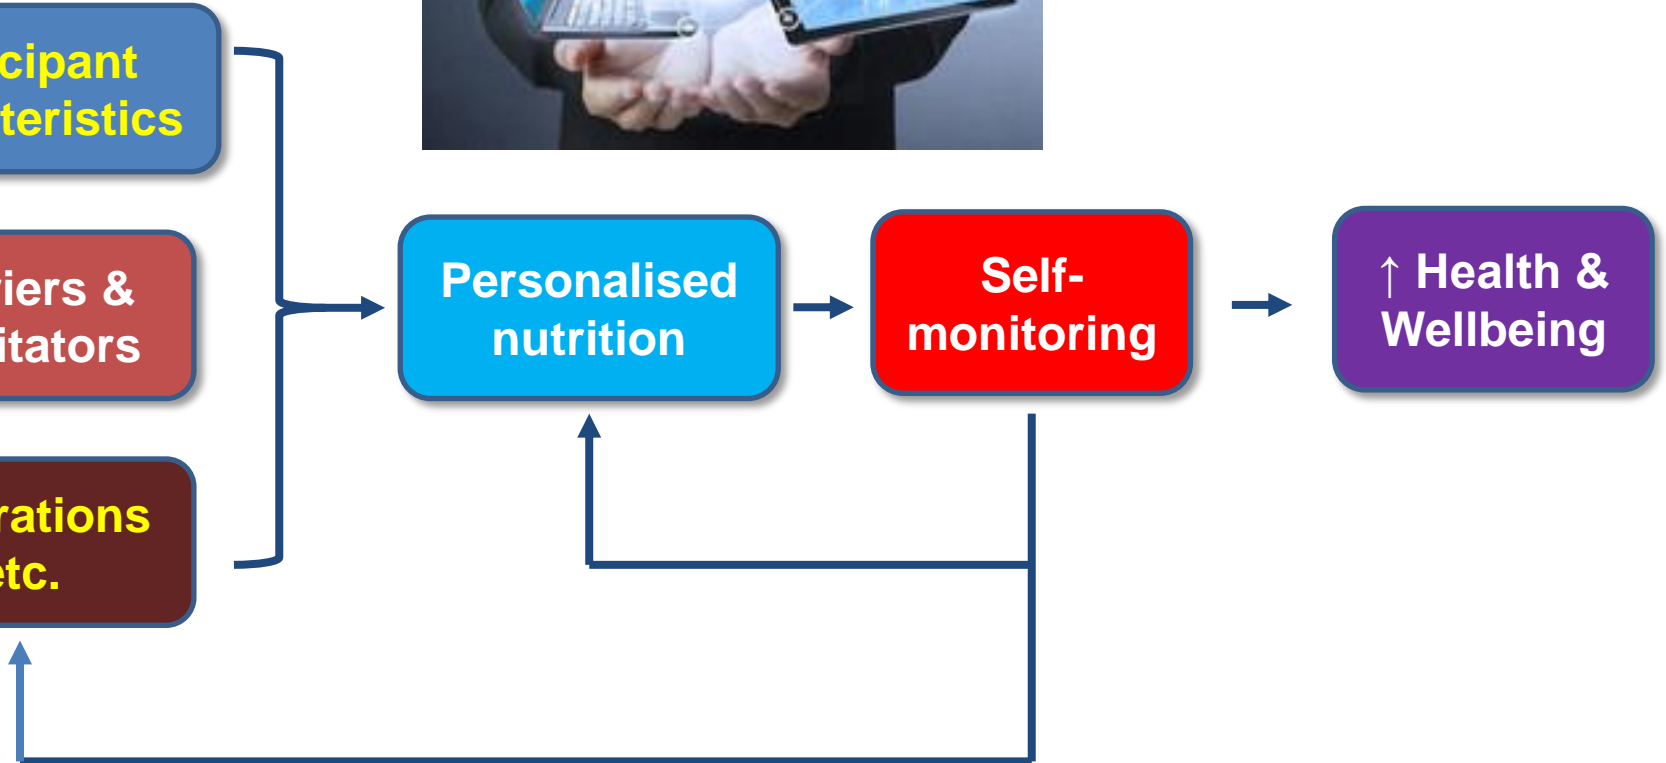 cipant
teristics
iers &
itators
rations
etc.
Personalised
nutrition
Self-
monitoring
↑ Health &
Wellbeing